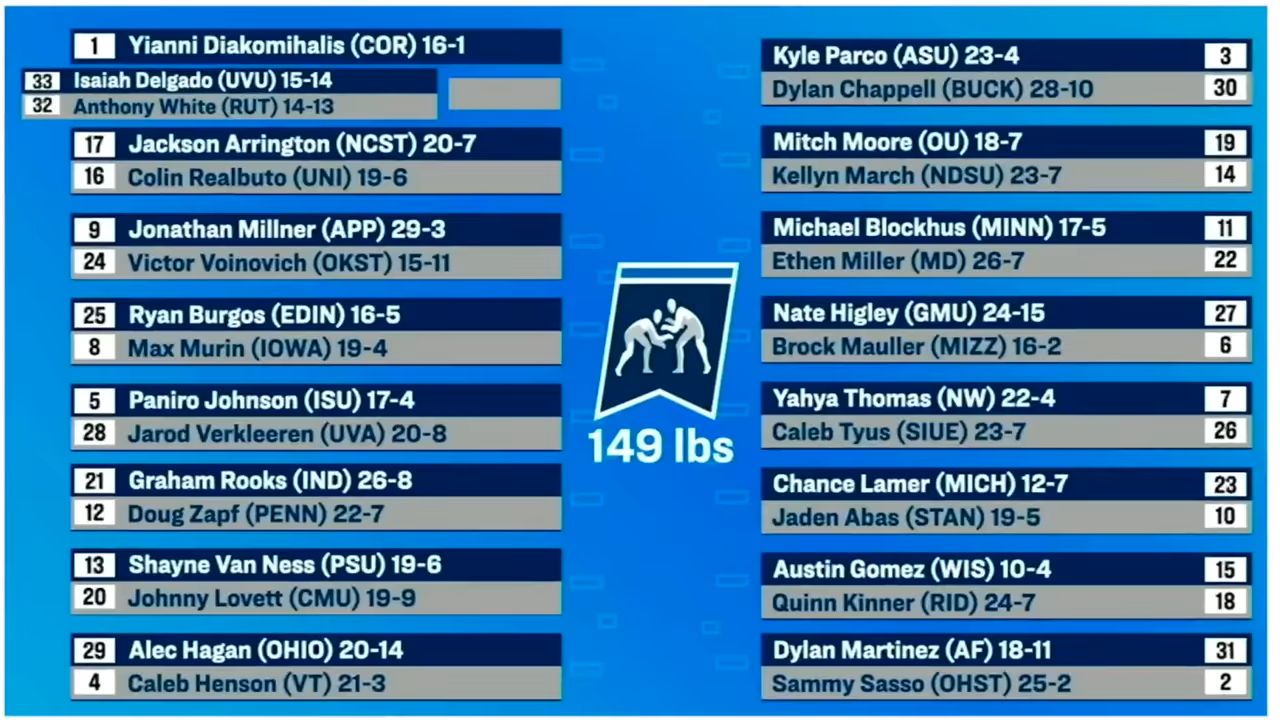 1 Yianni Diakomihalis (COR) 16-1
33 Isaiah Delgado (UVU) 15-14
32 Anthony White (RUT) 14-13
17 Jackson Arrington (NCST) 20-7
16 Colin Realbuto (UNI) 19-6
9 Jonathan Millner (APP) 29-3
24 Victor Voinovich (OKST) 15-11
25 Ryan Burgos (EDIN) 16-5
8 Max Murin (IOWA) 19-4
5 Paniro Johnson (ISU) 17-4
28 Jarod Verkleeren (UVA) 20-8
21 Graham Rooks (IND) 26-8
12 Doug Zapf (PENN) 22-7
13 Shayne Van Ness (PSU) 19-6
20 Johnny Lovett (CMU) 19-9
29 Alec Hagan (OHIO) 20-14
4 Caleb Henson (VT) 21-3
149 lbs
Kyle Parco (ASU) 23-4 3
Dylan Chappell (BUCK) 28-10 30
Mitch Moore (OU) 18-7 19
Kellyn March (NDSU) 23-7 14
Michael Blockhus (MINN) 17-5 11
Ethen Miller (MD) 26-7 22
Nate Higley (GMU) 24-15 27
Brock Mauller (MIZZ) 16-2 6
Yahya Thomas (NW) 22-4 7
Caleb Tyus (SIUE) 23-7 26
Chance Lamer (MICH) 12-7 23
Jaden Abas (STAN) 19-5 10
Austin Gomez (WIS) 10-4 15
Quinn Kinner (RID) 24-7 18
Dylan Martinez (AF) 18-11 31
Sammy Sasso (OHST) 25-2 2